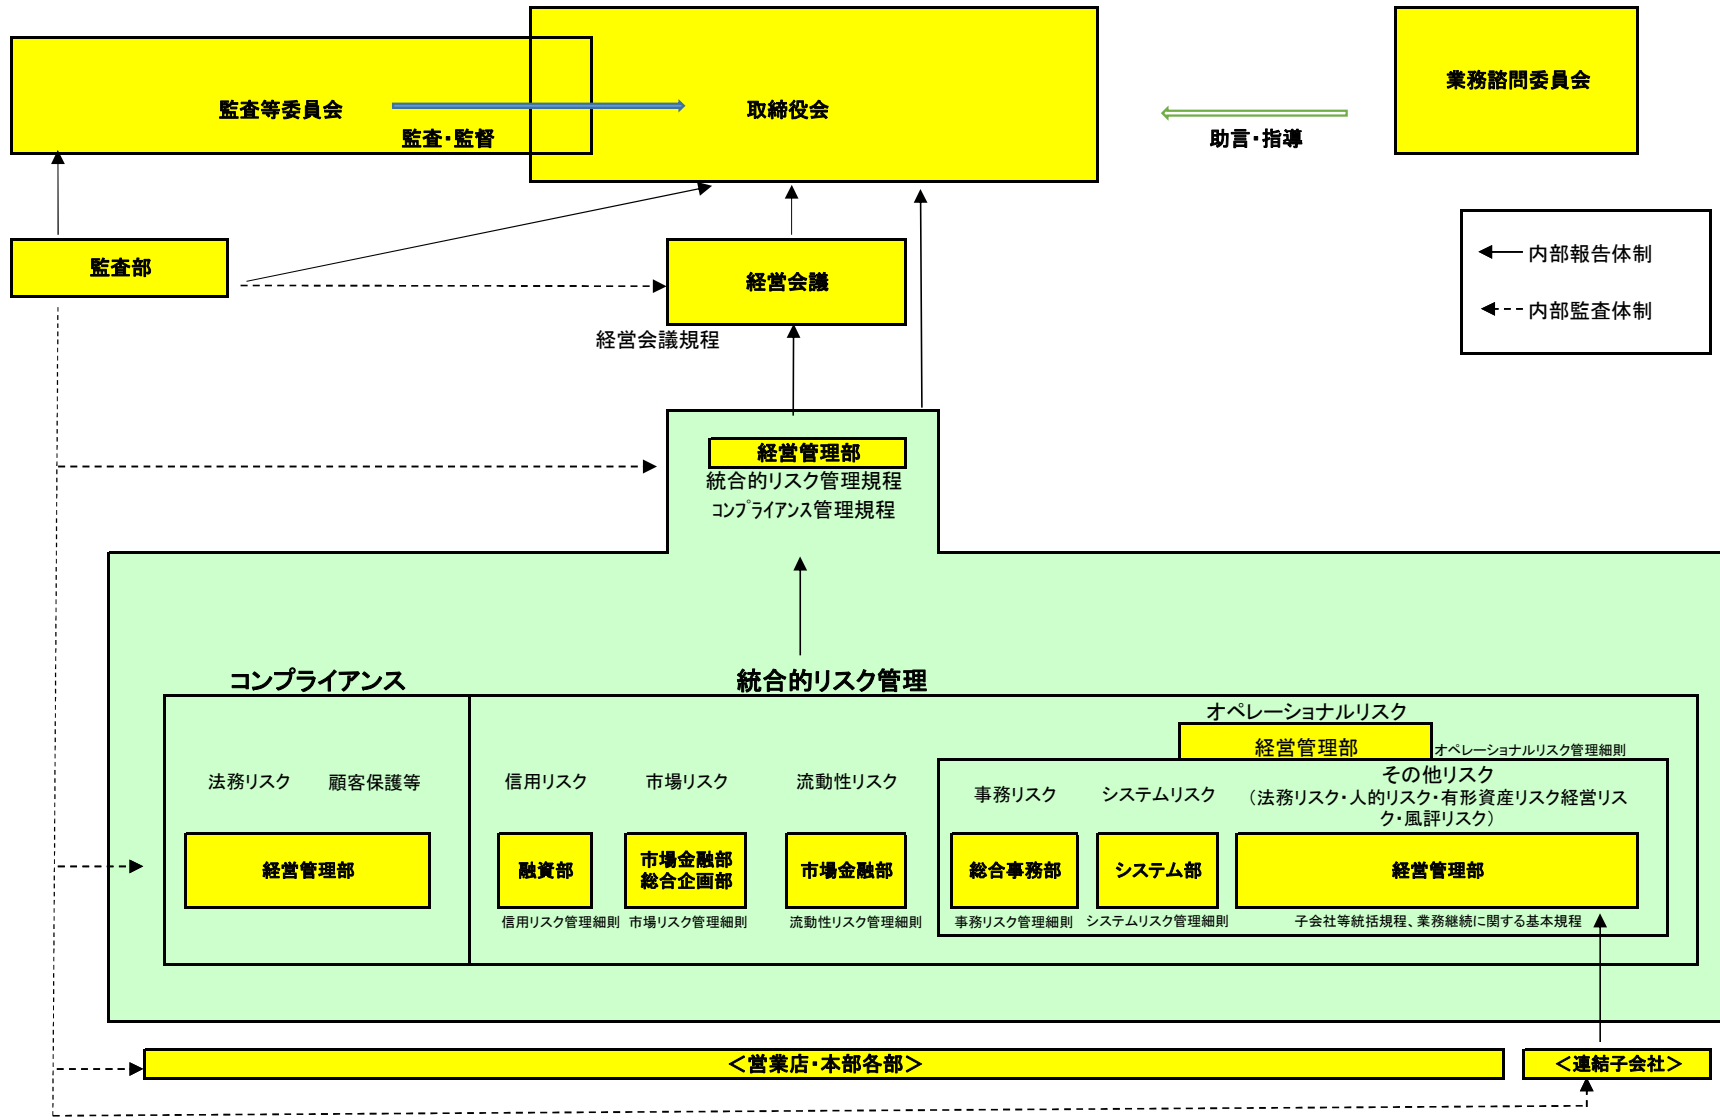 業務諮問委員会
監査等委員会
取締役会
監査・監督
助言・指導
監査部
経営会議
内部報告体制
内部監査体制
経営会議規程
経営管理部
統合的リスク管理規程
コンプライアンス管理規程
コンプライアンス
統合的リスク管理
オペレーショナルリスク
経営管理部
オペレーショナルリスク管理細則
法務リスク
顧客保護等
信用リスク
市場リスク
流動性リスク
事務リスク
システムリスク
その他リスク
（法務リスク・人的リスク・有形資産リスク経営リス
ク・風評リスク）
経営管理部
融資部
市場金融部
総合企画部
市場金融部
総合事務部
システム部
経営管理部
信用リスク管理細則
市場リスク管理細則
流動性リスク管理細則
事務リスク管理細則
システムリスク管理細則
子会社等統括規程、業務継続に関する基本規程
＜営業店・本部各部＞
＜連結子会社＞